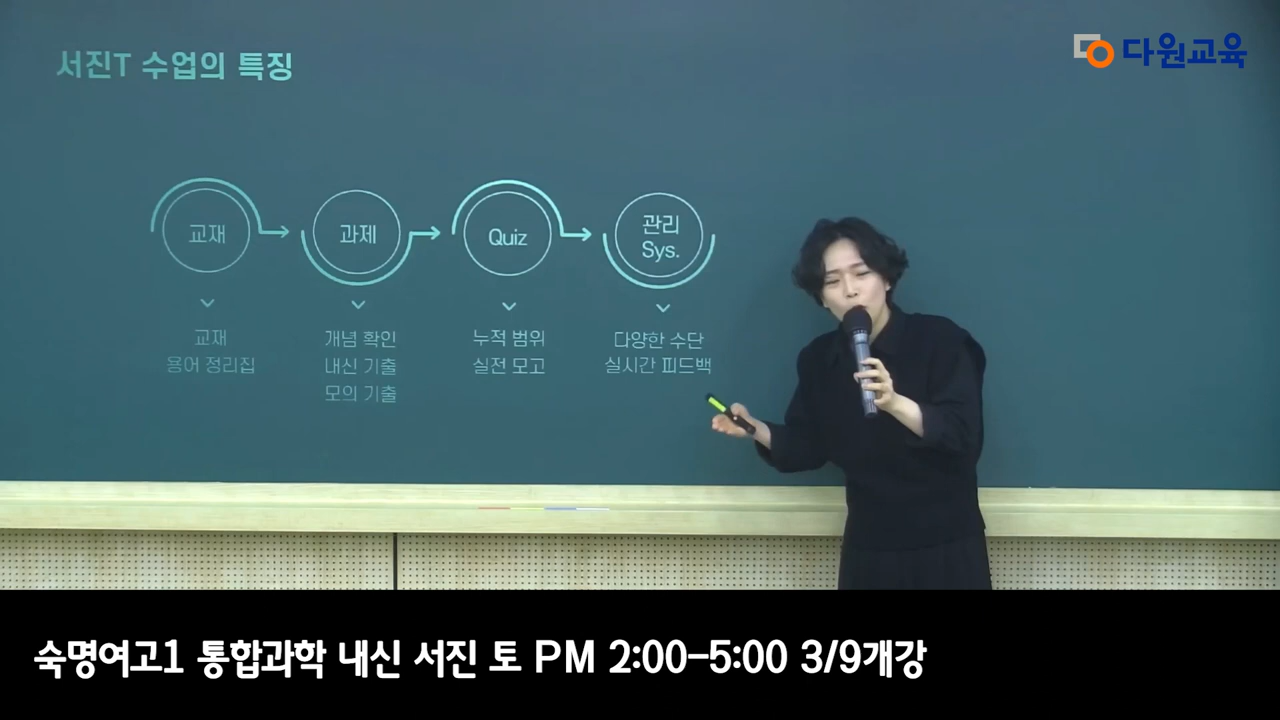 서진T 수업의 특징
다원교육
교재
과제
Quiz
관리
Sys.
교재
용어 정리집
개념 확인
내신 기출
모의 기출
누적 범위
실전 모고
다양한 수단
실시간 피드백
숙명여고1 통합과학 내신 서진 토 PM 2:00-5:00 3/9개강